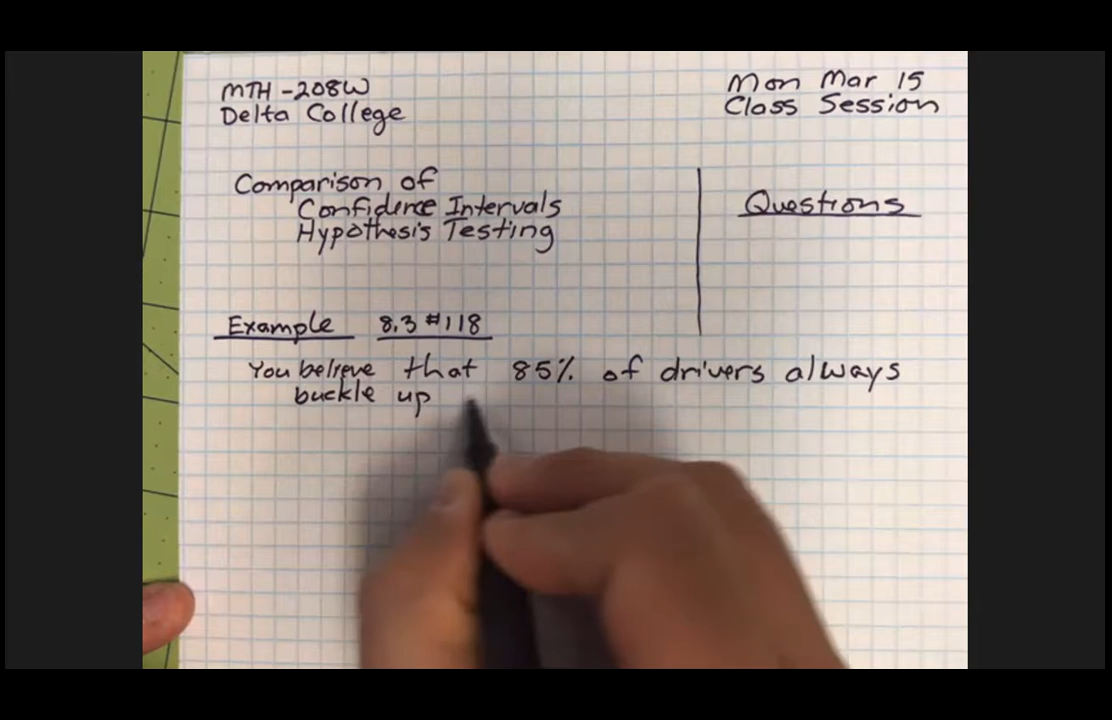 MTH-208W
Delta College
Mon Mar 15
Class Session
Comparison of
Confidence Intervals
Hypothesis Testing
Questions
Example 8.3 #118
You believe that 85% of drivers always
buckle up